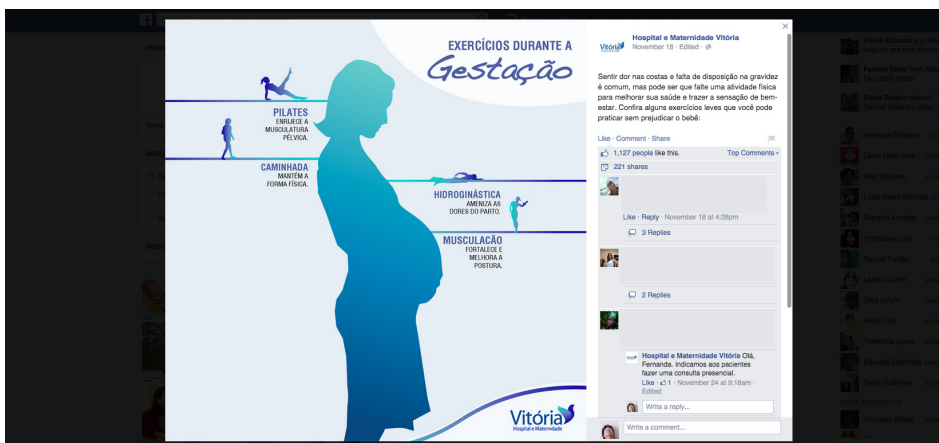 EXERCÍCIOS DURANTE A
Gestação
PILATES
ENRIJECE A
MUSCULATURA
PÉLVICA.
CAMINHADA
MANTÉM A
FORMA FÍSICA.
HIDROGINÁSTICA
AMENIZA AS
DORES DO PARTO.
MUSCULAÇÃO
FORTALECE E
MELHORA A
POSTURA.
Vitória
Hospital e Maternidade
Vitória
Hospital e Maternidade Vitória
November 18 · Edited ·
Sentir dor nas costas e falta de disposição na gravidez
é comum, mas pode ser que falte uma atividade física
para melhorar sua saúde e trazer a sensação de bem-
estar. Confira alguns exercícios leves que você pode
praticar sem prejudicar o bebê:
Like · Comment · Share
1,127 people like this. Top Comments
221 shares
Like · Reply · November 18 at 4:28pm
3 Replies
2 Replies
Hospital e Maternidade Vitória Olá,
Fernanda. Indicamos aos pacientes
fazer uma consulta presencial.
Like · 1 · November 24 at 9:18am ·
Edited
Write a reply...
Write a comment...